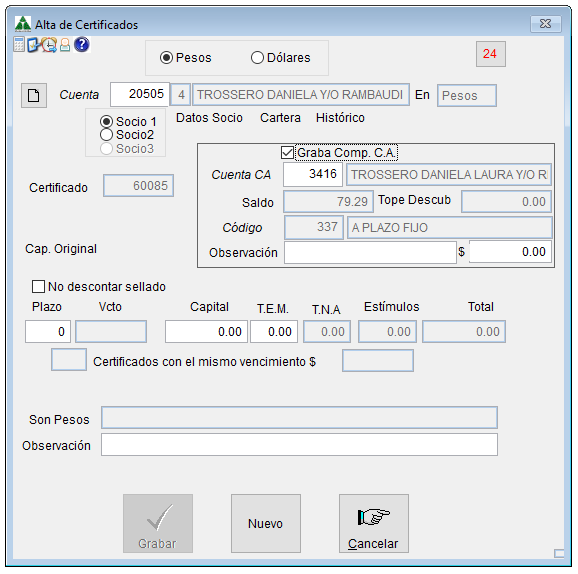 Alta de Certificados
Pesos Dólares 24
Cuenta 20505 4 TROSSERO DANIELA Y/O RAMBAUDI En Pesos
Socio 1 Datos Socio Cartera Histórico
Socio2
Socio3
Graba Comp. C.A.
Cuenta CA 3416 TROSSERO DANIELA LAURA Y/O R
Certificado 60085
Saldo 79.29 Tope Descub 0.00
Código 337 A PLAZO FIJO
Cap. Original
Observación $ 0.00
No descontar sellado
Plazo Vcto Capital T.E.M. T.N.A Estímulos Total
0 0.00 0.00 0.00 0.00 0.00
Certificados con el mismo vencimiento $
Son Pesos
Observación
Grabar Nuevo Cancelar